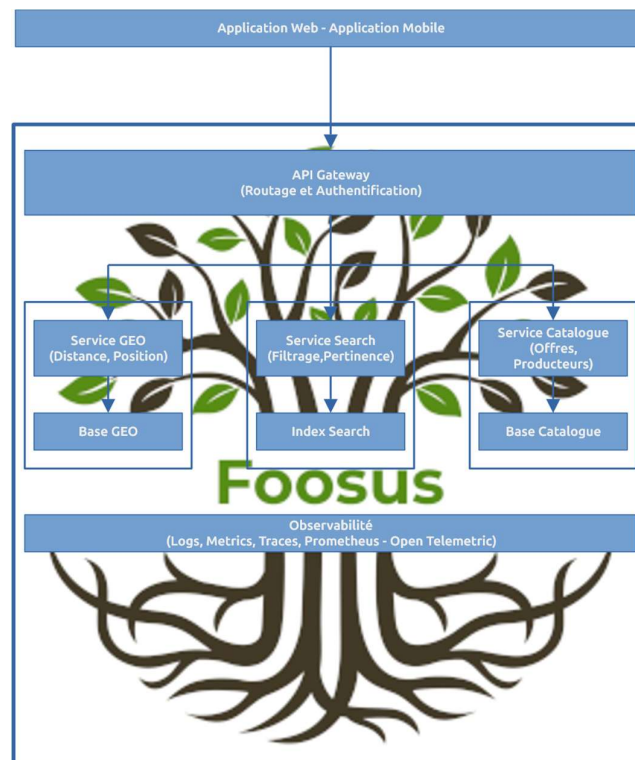 Application Web - Application Mobile
API Gateway
(Routage et Authentification)
Service GEO
(Distance, Position)
Service Search
(Filtrage,Pertinence)
Service Catalogue
(Offres,
Producteurs)
Base GEO
Index Search
Base Catalogue
Foosus
Observabilité
(Logs, Metrics, Traces, Prometheus - Open Telemetric)